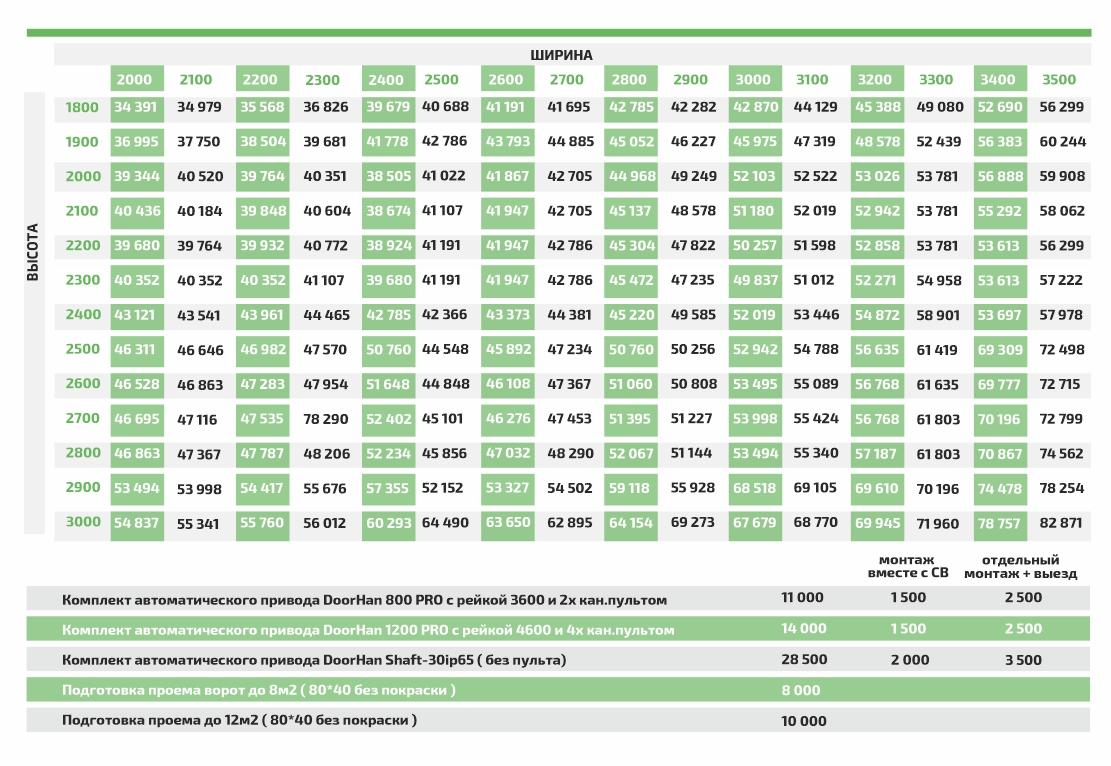 ШИРИНА
2000 2100 2200 2300 2400 2500 2600 2700 2800 2900 3000 3100 3200 3300 3400 3500
ВЫСОТА
1800 34 391 34 979 35 568 36 826 39 679 40 688 41 191 41 695 42 785 42 282 42 870 44 129 45 388 49 080 52 690 56 299
1900 36 995 37 750 38 504 39 681 41 778 42 786 43 793 44 885 45 052 46 227 45 975 47 319 48 578 52 439 56 383 60 244
2000 39 344 40 520 39 764 40 351 38 505 41 022 41 867 42 705 44 968 49 249 52 103 52 522 53 026 53 781 56 888 59 908
2100 40 436 40 184 39 848 40 604 38 674 41 107 41 947 42 705 45 137 48 578 51 180 52 019 52 942 53 781 55 292 58 062
2200 39 680 39 764 39 932 40 772 38 924 41 191 41 947 42 786 45 304 47 822 50 257 51 598 52 858 53 781 53 613 56 299
2300 40 352 40 352 40 352 41 107 39 680 41 191 41 947 42 786 45 472 47 235 49 837 51 012 52 271 54 958 53 613 57 222
2400 43 121 43 541 43 961 44 465 42 785 42 366 43 373 44 381 45 220 49 585 52 019 53 446 54 872 58 901 53 697 57 978
2500 46 311 46 646 46 982 47 570 50 760 44 548 45 892 47 234 50 760 50 256 52 942 54 788 56 635 61 419 69 309 72 498
2600 46 528 46 863 47 283 47 954 51 648 44 848 46 108 47 367 51 060 50 808 53 495 55 089 56 768 61 635 69 777 72 715
2700 46 695 47 116 47 535 78 290 52 402 45 101 46 276 47 453 51 395 51 227 53 998 55 424 56 768 61 803 70 196 72 799
2800 46 863 47 367 47 787 48 206 52 234 45 856 47 032 48 290 52 067 51 144 53 494 55 340 57 187 61 803 70 867 74 562
2900 53 494 53 998 54 417 55 676 57 355 52 152 53 327 54 502 59 118 55 928 68 518 69 105 69 610 70 196 74 478 78 254
3000 54 837 55 341 55 760 56 012 60 293 64 490 63 650 62 895 64 154 69 273 67 679 68 770 69 945 71 960 78 757 82 871
монтаж отдельный
вместе с СВ монтаж + выезд
Комплект автоматического привода DoorHan 800 PRO с рейкой 3600 и 2х кан.пультом 11 000 1 500 2 500
Комплект автоматического привода DoorHan 1200 PRO с рейкой 4600 и 4х кан.пультом 14 000 1 500 2 500
Комплект автоматического привода DoorHan Shaft-30ip65 ( без пульта) 28 500 2 000 3 500
Подготовка проема ворот до 8м2 ( 80*40 без покраски ) 8 000
Подготовка проема до 12м2 ( 80*40 без покраски ) 10 000